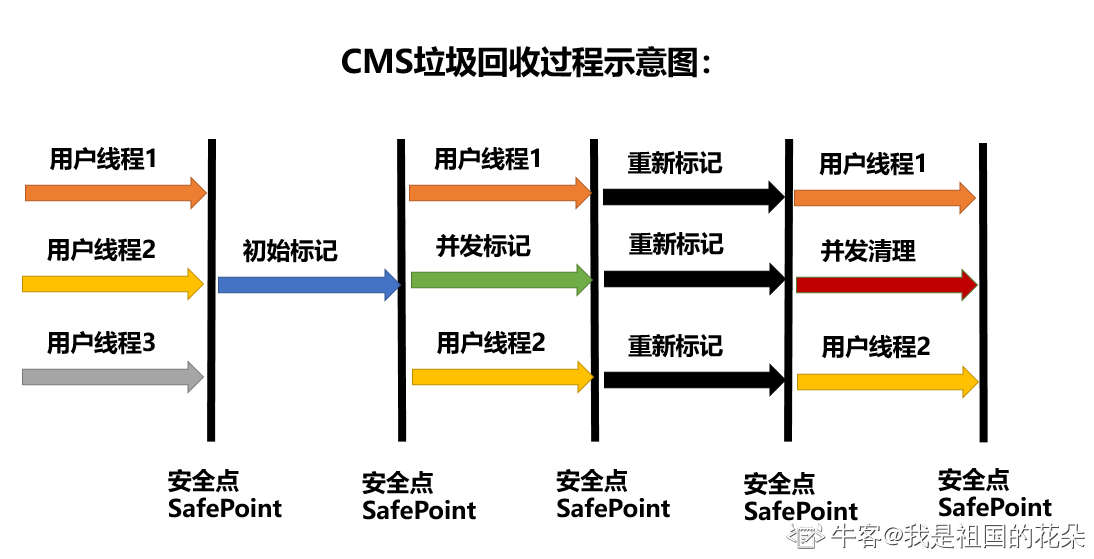 CMS垃圾回收过程示意图：
用户线程1
用户线程1
重新标记
用户线程1
用户线程2
初始标记
并发标记
重新标记
并发清理
用户线程3
用户线程2
重新标记
用户线程2
安全点
SafePoint
安全点
SafePoint
安全点
SafePoint
安全点
SafePoint
安全点
SafePoint
牛客@我是祖国的花朵